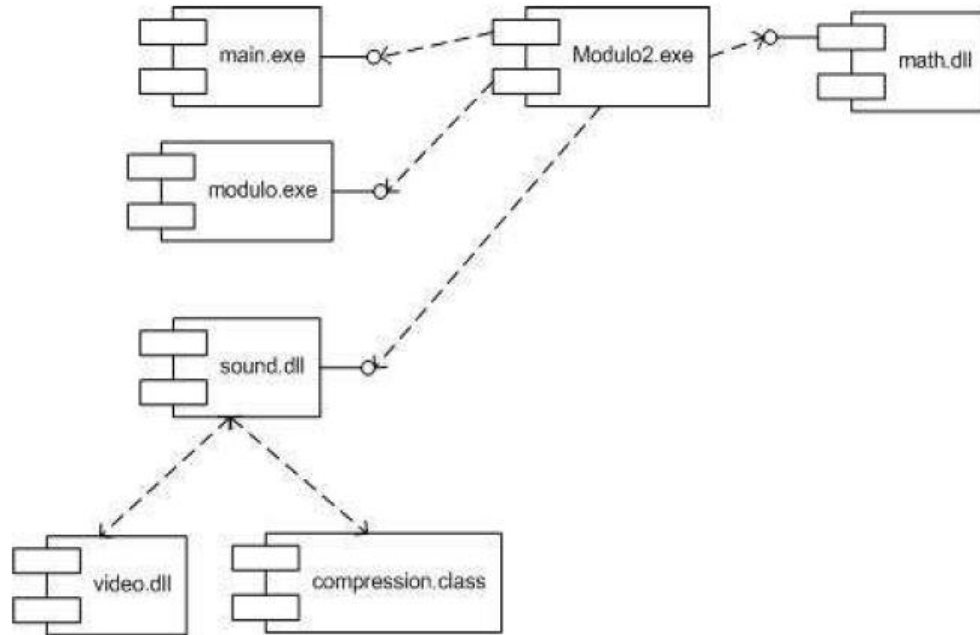 main.exe
Modulo2.exe
math.dll
modulo.exe
sound.dll
video.dll
compression.class